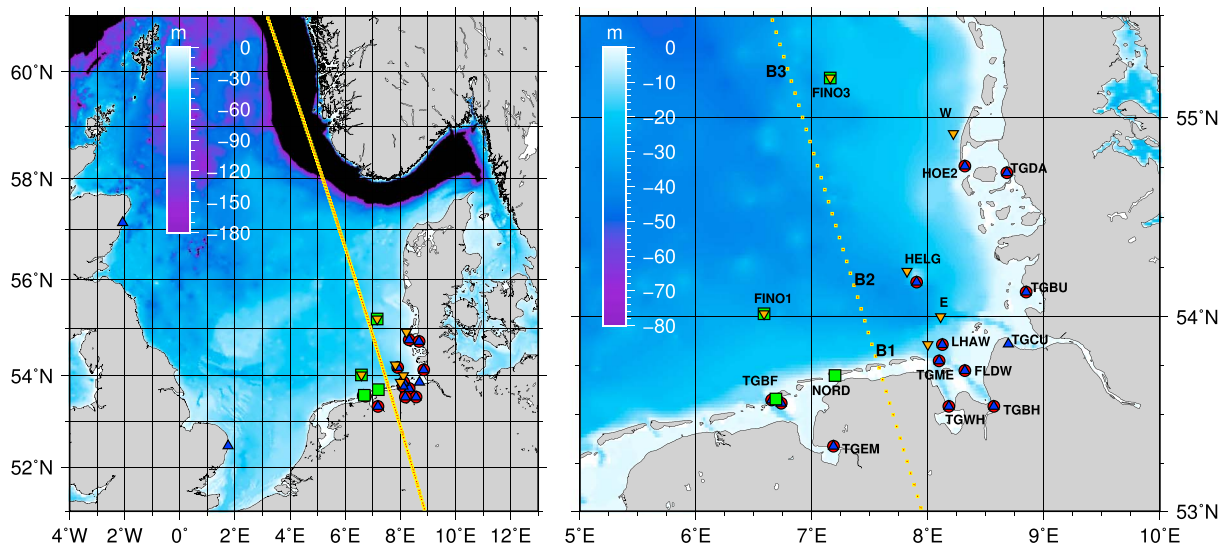 m
0
−30
−60
−90
−120
−150
−180
60˚N
58˚N
56˚N
54˚N
52˚N
4˚W
2˚W
0˚
2˚E
4˚E
6˚E
8˚E
10˚E
12˚E
m
0
−10
−20
−30
−40
−50
−60
−70
−80
B3
FINO3
W
HOE2
TGDA
HELG
B2
TGBU
FINO1
E
B1
LHAW
TGCU
TGME
FLDW
TGBF
NORD
TGWH
TGBH
TGEM
55˚N
54˚N
53˚N
5˚E
6˚E
7˚E
8˚E
9˚E
10˚E